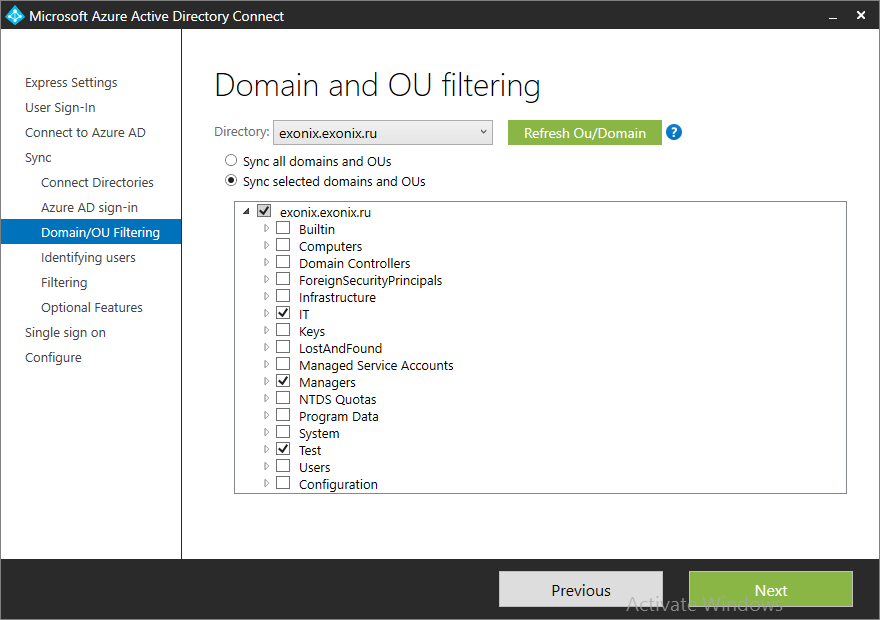 Microsoft Azure Active Directory Connect
Express Settings
User Sign-In
Connect to Azure AD
Sync
Connect Directories
Azure AD sign-in
Domain/OU Filtering
Identifying users
Filtering
Optional Features
Single sign on
Configure
Domain and OU filtering
Directory: exonix.exonix.ru Refresh Ou/Domain ?
Sync all domains and OUs
Sync selected domains and OUs
exonix.exonix.ru
Builtin
Computers
Domain Controllers
ForeignSecurityPrincipals
Infrastructure
IT
Keys
LostAndFound
Managed Service Accounts
Managers
NTDS Quotas
Program Data
System
Test
Users
Configuration
Previous Next
Activate Windows